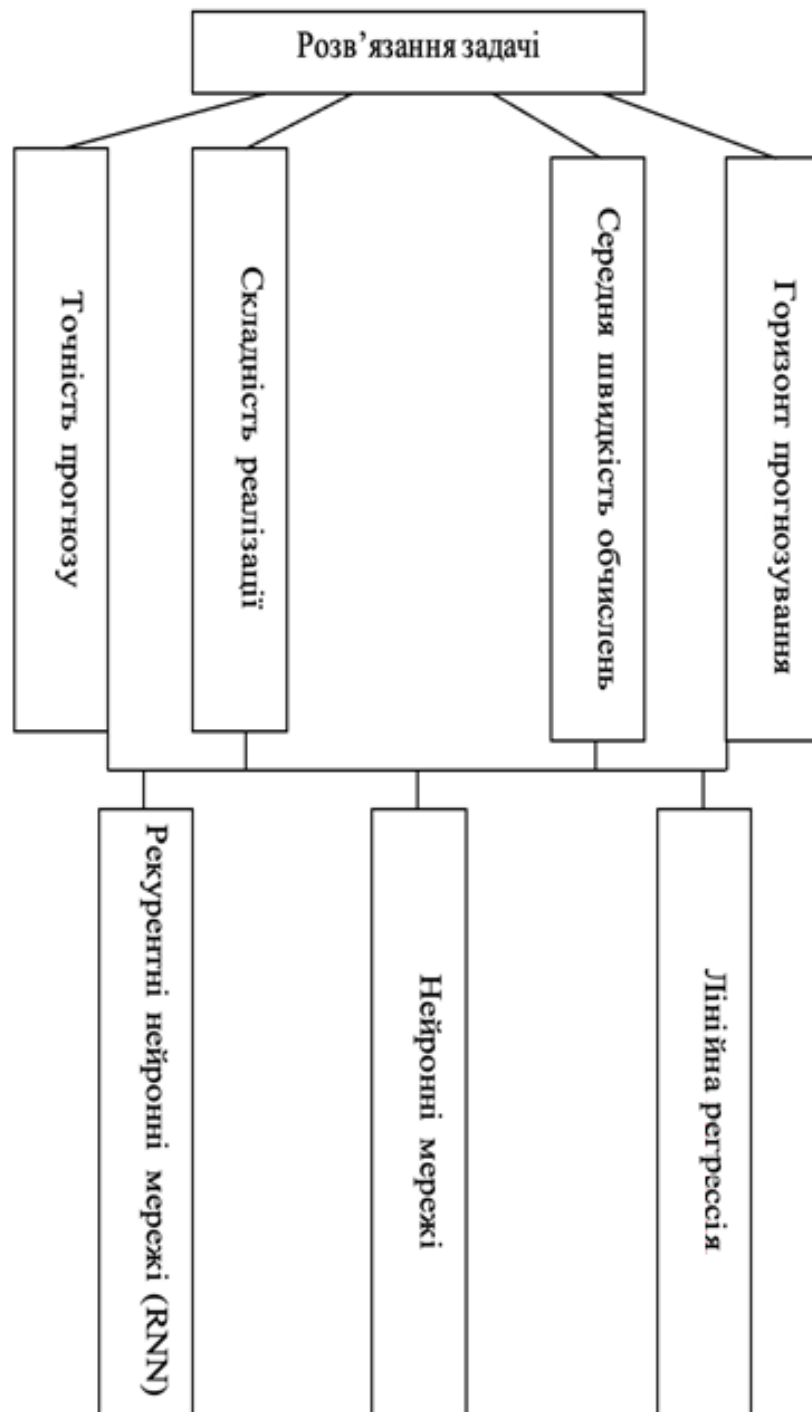 Розв’язання задачі
Точність прогнозу
Складність реалізації
Середня швидкість обчислень
Горизонт прогнозування
Рекурентні нейронні мережі (RNN)
Нейронні мережі
Лінійна регрессія